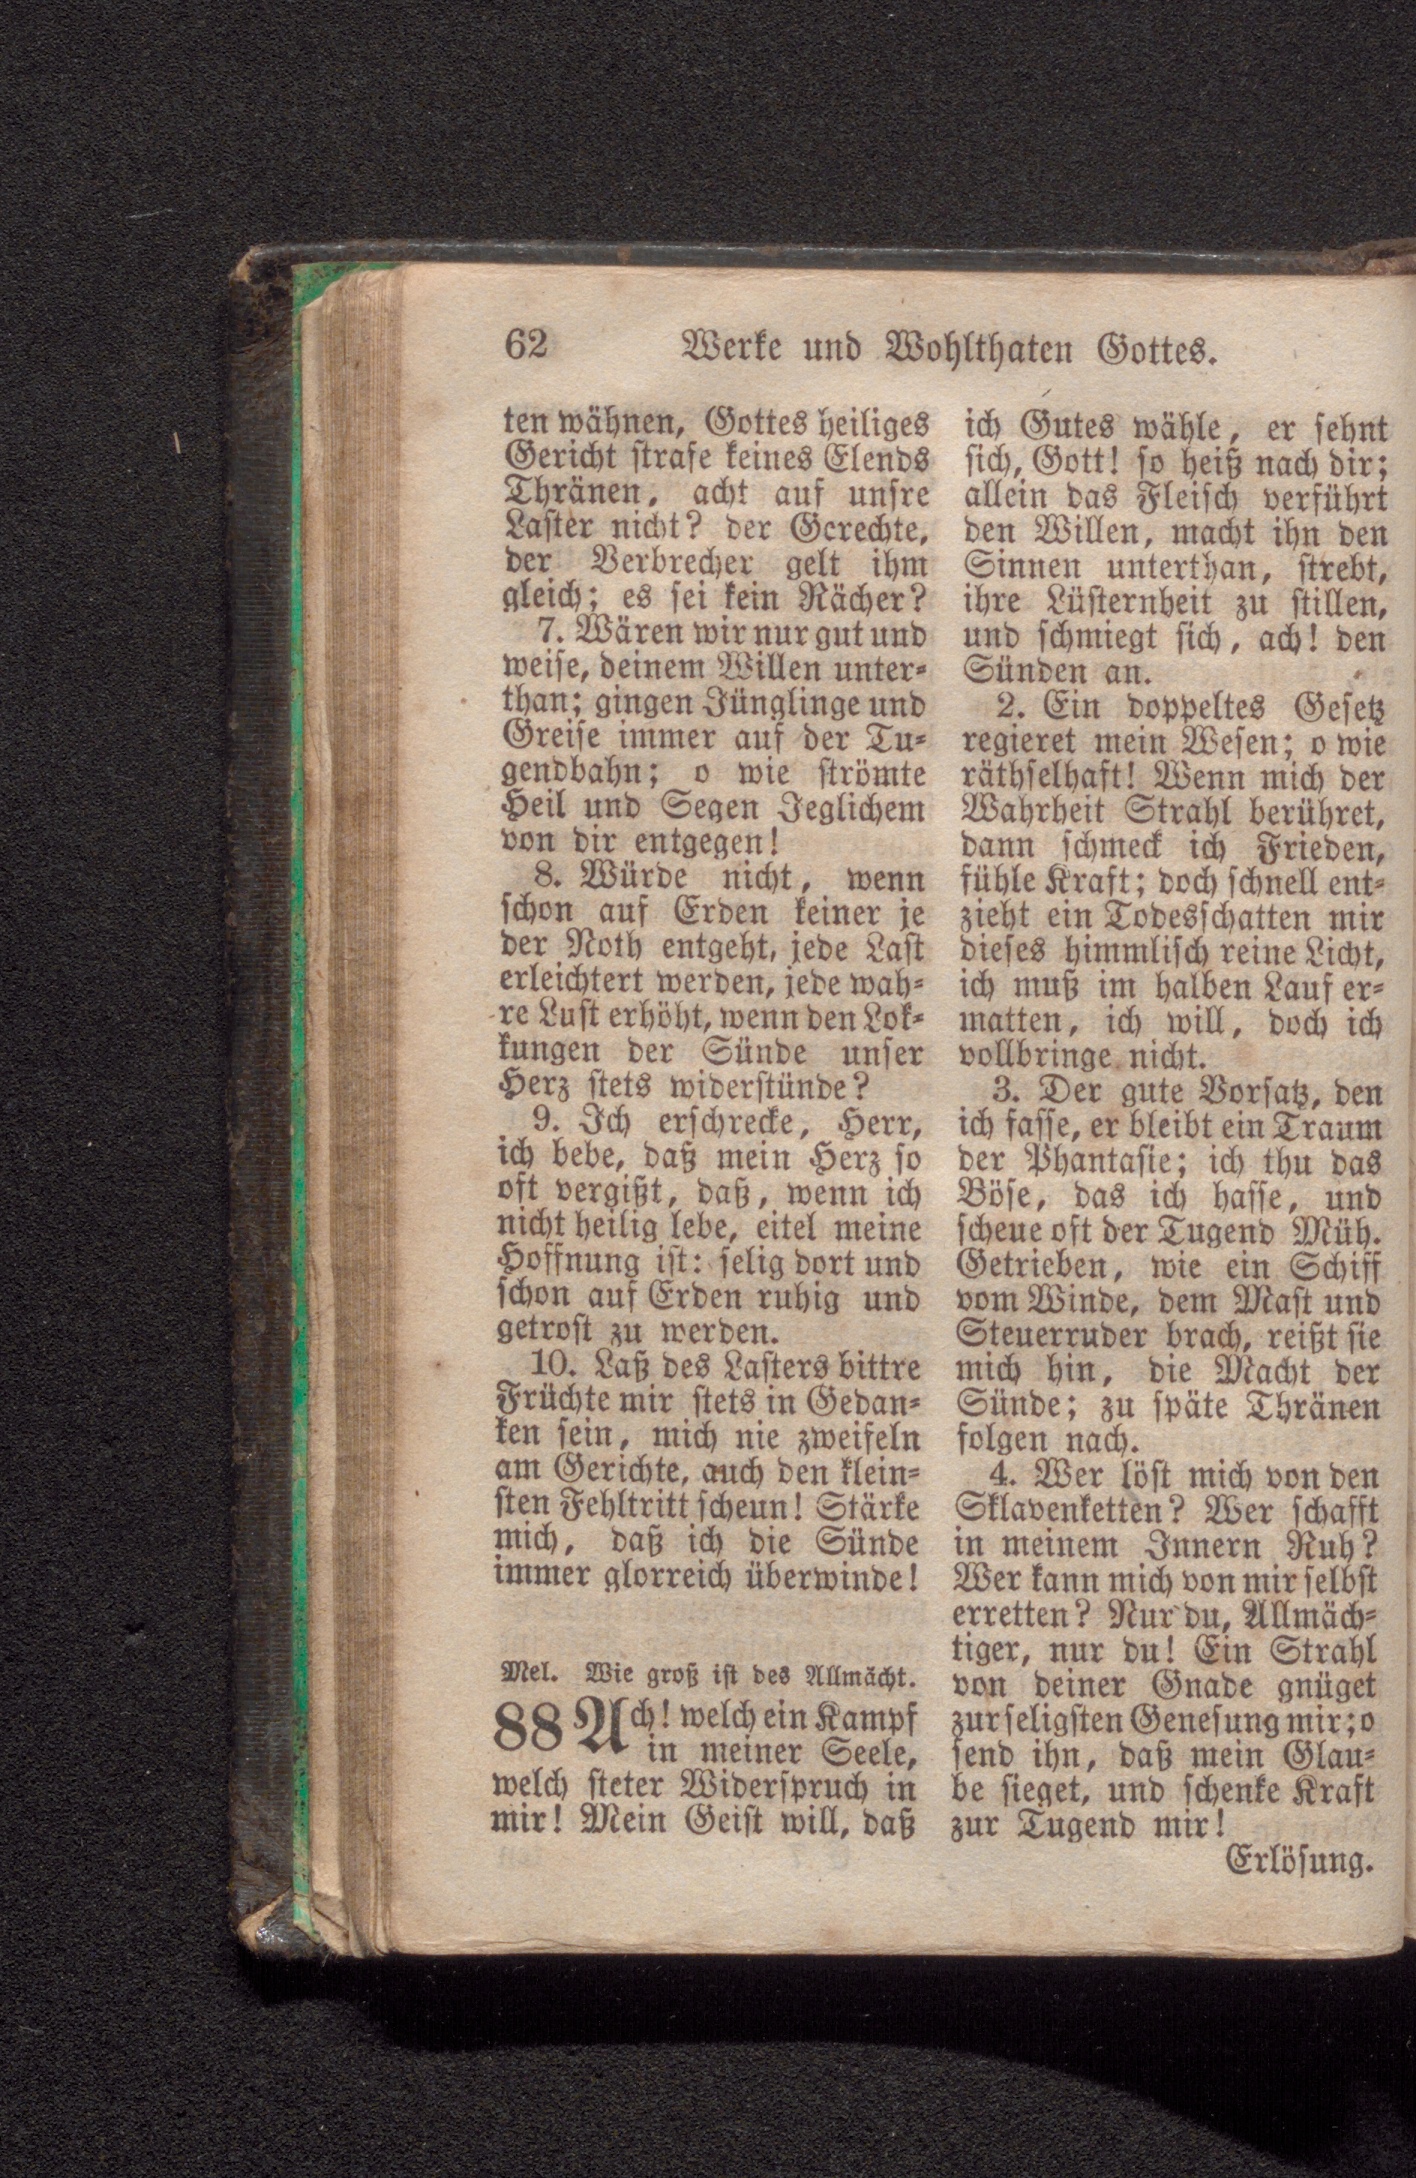 62 Werke und Wohlthaten Gottes.
ten wähnen, Gottes heiliges
Gericht strafe keines Elends
Thränen, acht auf unsre
Laster nicht? der Gerechte,
der Verbrecher gelt ihm
gleich; es sei kein Rächer?
7. Wären wir nur gut und
weise, deinem Willen unter-
than; gingen Jünglinge und
Greise immer auf der Tu-
gendbahn; o wie strömte
Heil und Segen Jeglichem
von dir entgegen!
8. Würde nicht, wenn
schon auf Erden keiner je
der Noth entgeht, jede Last
erleichtert werden, jede wah-
re Lust erhöht, wenn den Lok-
kungen der Sünde unser
Herz stets widerstünde?
9. Ich erschrecke, Herr,
ich bebe, daß mein Herz so
oft vergißt, daß, wenn ich
nicht heilig lebe, eitel meine
Hoffnung ist: selig dort und
schon auf Erden ruhig und
getrost zu werden.
10. Laß des Lasters bittre
Früchte mir stets in Gedan-
ken sein, mich nie zweifeln
am Gerichte, auch den klein-
sten Fehltritt scheun! Stärke
mich, daß ich die Sünde
immer glorreich überwinde!
Mel. Wie groß ist des Allmächt.
88 Ach! welch ein Kampf
in meiner Seele,
welch steter Widerspruch in
mir! Mein Geist will, daß
ich Gutes wähle, er sehnt
sich, Gott! so heiß nach dir;
allein das Fleisch verführt
den Willen, macht ihn den
Sinnen unterthan, strebt,
ihre Lüsternheit zu stillen,
und schmiegt sich, ach! den
Sünden an.
2. Ein doppeltes Gesetz
regieret mein Wesen; o wie
räthselhaft! Wenn mich der
Wahrheit Strahl berühret,
dann schmeck ich Frieden,
fühle Kraft; doch schnell ent-
zieht ein Todesschatten mir
dieses himmlisch reine Licht,
ich muß im halben Lauf er-
matten, ich will, doch ich
vollbringe nicht.
3. Der gute Vorsatz, den
ich fasse, er bleibt ein Traum
der Phantasie; ich thu das
Böse, das ich hasse, und
scheue oft der Tugend Müh.
Getrieben, wie ein Schiff
vom Winde, dem Mast und
Steuerruder brach, reißt sie
mich hin, die Macht der
Sünde; zu späte Thränen
folgen nach.
4. Wer löst mich von den
Sklavenketten? Wer schafft
in meinem Innern Ruh?
Wer kann mich von mir selbst
erretten? Nur du, Allmäch-
tiger, nur du! Ein Strahl
von deiner Gnade gnüget
zur seligsten Genesung mir; o
send ihn, daß mein Glau-
be sieget, und schenke Kraft
zur Tugend mir!
Erlösung.